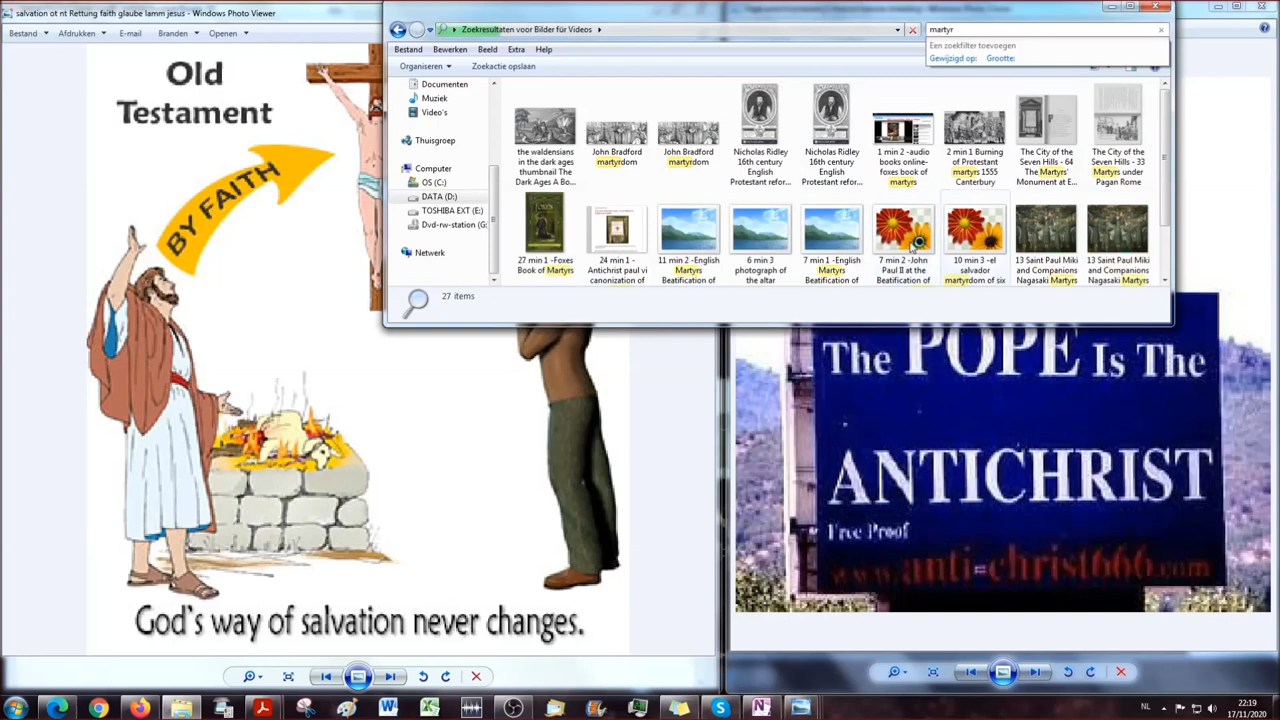 salvation ot nt Rettung faith glaube lamm jesus - Windows Photo Viewer
Bestand Afdrukken E-mail Branden Openen
Old
Testament
BY FAITH
God's way of salvation never changes.
Zoekresultaten voor Bilder für Videos
martyr
Een zoekfilter toevoegen
Gewijzigd op: Grootte:
Bestand Bewerken Beeld Extra Help
Organiseren Zoekactie opslaan
Documenten
Muziek
Video's
Thuisgroep
Computer
OS (C:)
DATA (D:)
TOSHIBA EXT (E:)
Dvd-rw-station (G:
Netwerk
the waldensians in the dark ages thumbnail The Dark Ages A Bo...
John Bradford martyrdom
John Bradford martyrdom
Nicholas Ridley 16th century English Protestant refor...
Nicholas Ridley 16th century English Protestant refor...
1 min 2 -audio books online-foxes book of martyrs
2 min 1 Burning of Protestant martyrs 1555 Canterbury
The City of the Seven Hills - 64 The Martyrs' Monument at E...
The City of the Seven Hills - 33 Martyrs under Pagan Rome
27 min 1 -Foxes Book of Martyrs
24 min 1 -Antichrist paul vi canonization of
11 min 2 -English Martyrs Beatification of
6 min 3 photograph of the altar
7 min 1 -English Martyrs Beatification of
7 min 2 -John Paul II at the Beatification of
10 min 3 -el salvador martyrdom of six
13 Saint Paul Miki and Companions Nagasaki Martyrs
13 Saint Paul Miki and Companions Nagasaki Martyrs
27 items
The POPE Is The
ANTICHRIST
Free Proof
NL
22:19
17/11/2020